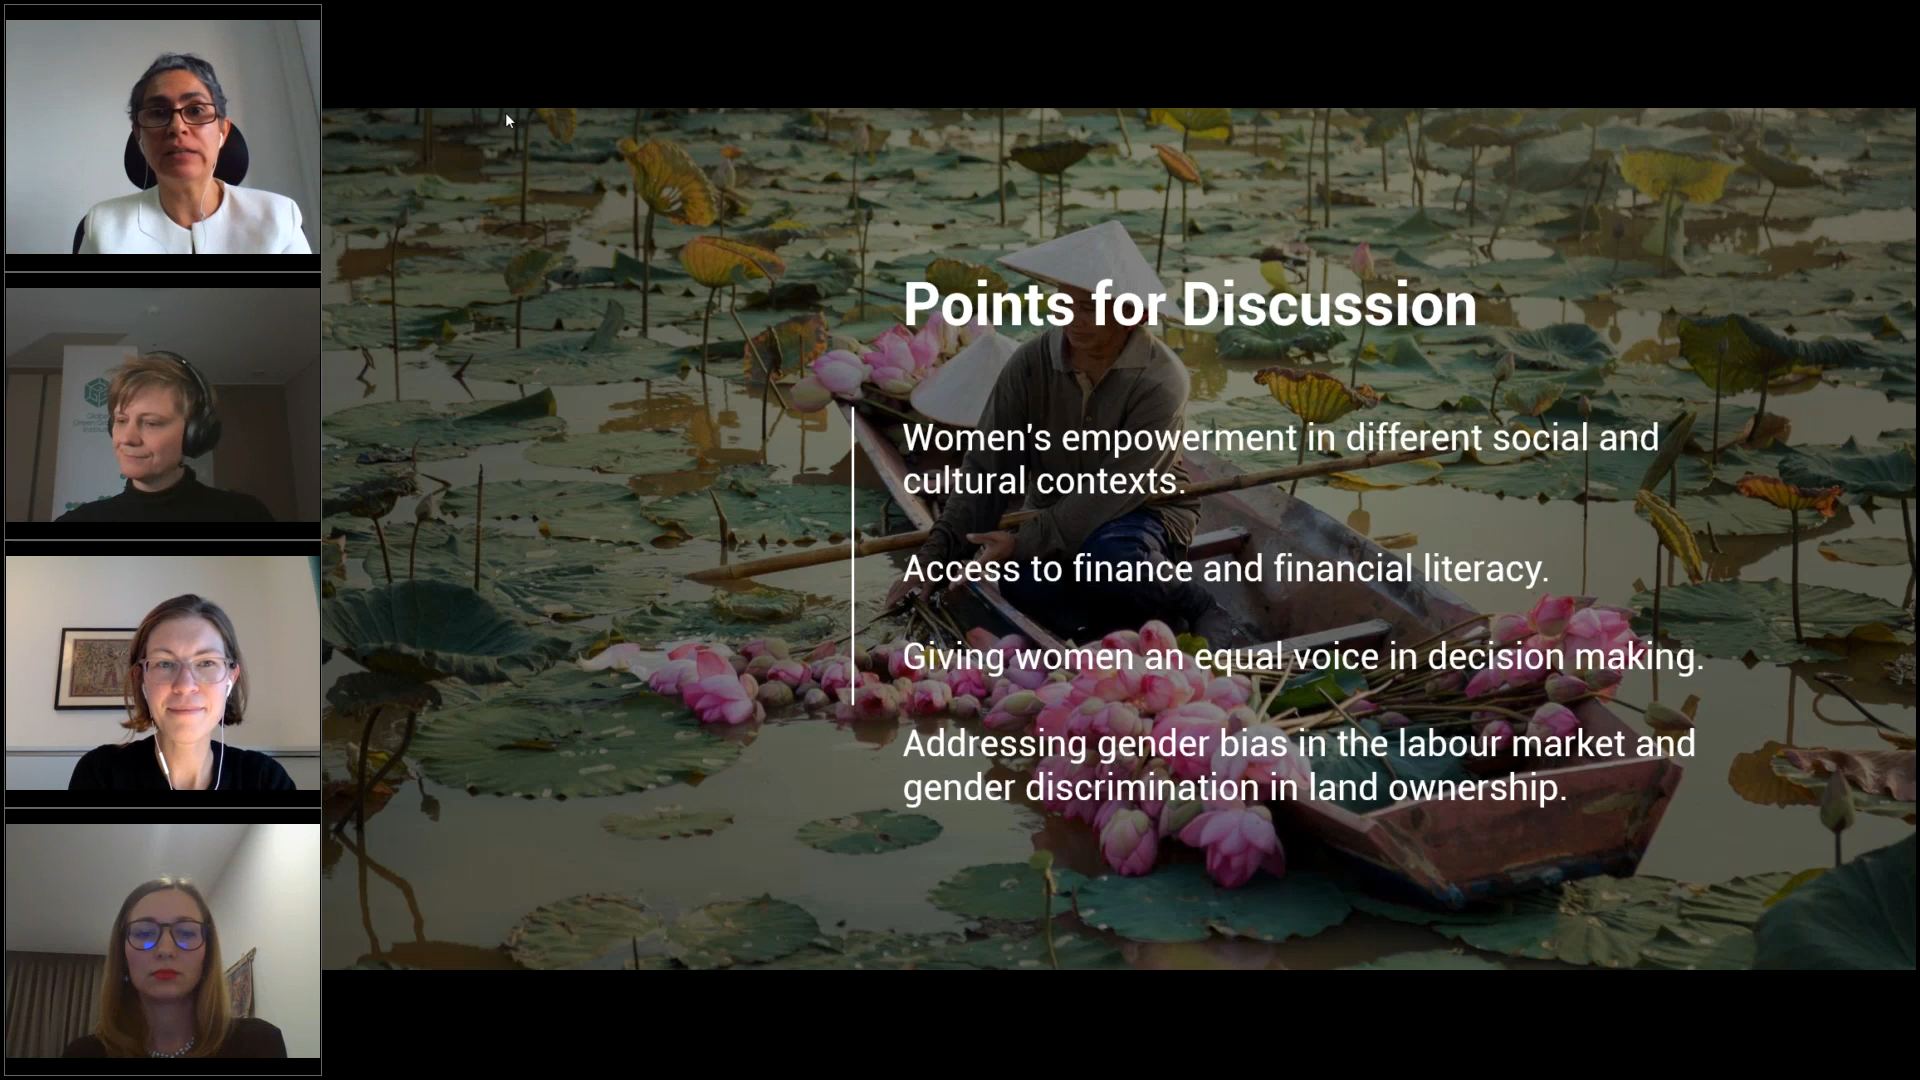 Global
Green
Points for Discussion
Women's empowerment in different social and
cultural contexts.
Access to finance and financial literacy.
Giving women an equal voice in decision making.
Addressing gender bias in the labour market and
gender discrimination in land ownership.